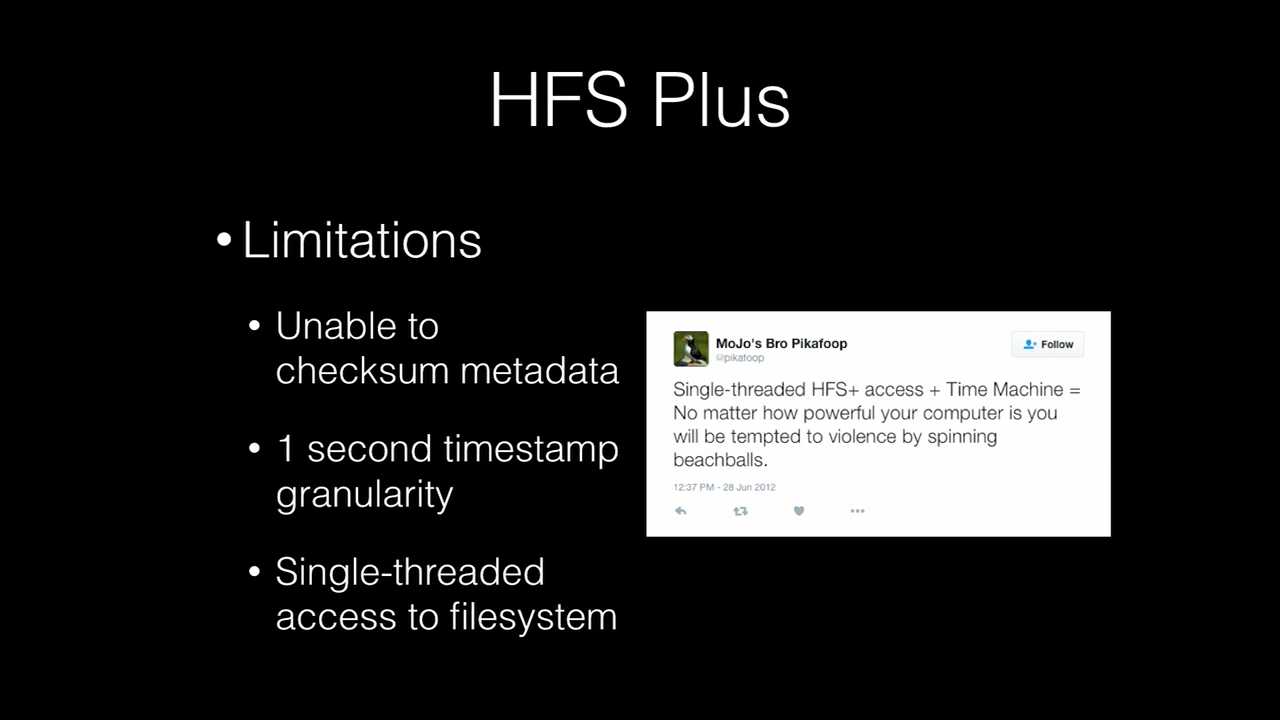 HFS Plus
• Limitations
• Unable to
checksum metadata
• 1 second timestamp
granularity
• Single-threaded
access to filesystem
MoJo's Bro Pikafoop
@pikafoop
Follow
Single-threaded HFS+ access + Time Machine =
No matter how powerful your computer is you
will be tempted to violence by spinning
beachballs.
12:37 PM - 28 Jun 2012